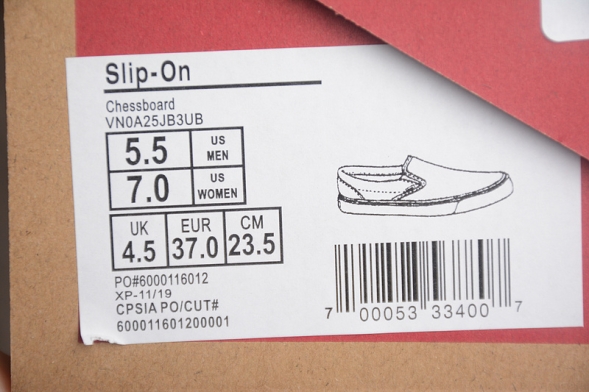 Slip-On
Chessboard
VN0A25JB3UB
5.5 US MEN
7.0 US WOMEN
UK EUR CM
4.5 37.0 23.5
PO#6000116012
XP-11/19
CPSIA PO/CUT#
600011601200001
7 00053 33400 7